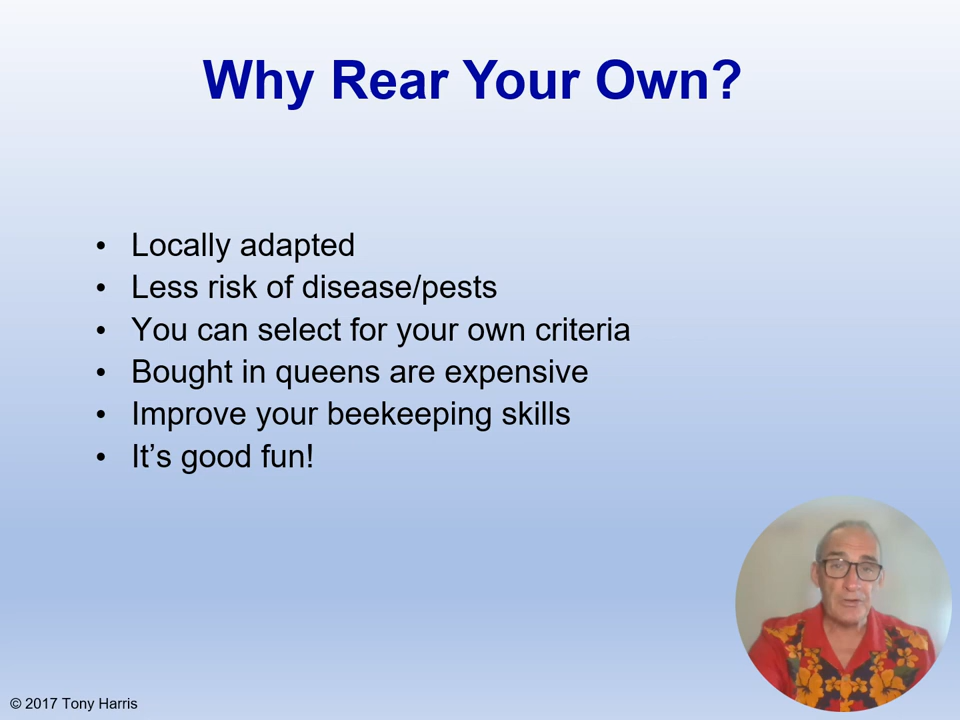 Why Rear Your Own?
• Locally adapted
• Less risk of disease/pests
• You can select for your own criteria
• Bought in queens are expensive
• Improve your beekeeping skills
• It’s good fun!
© 2017 Tony Harris